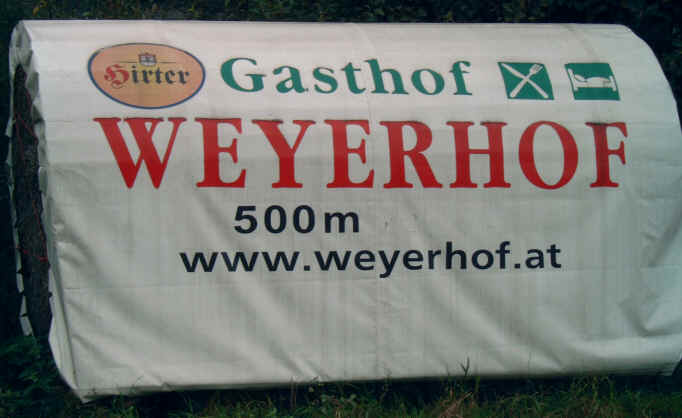 Hirter Gasthof
WEYERHOF
500m
www.weyerhof.at